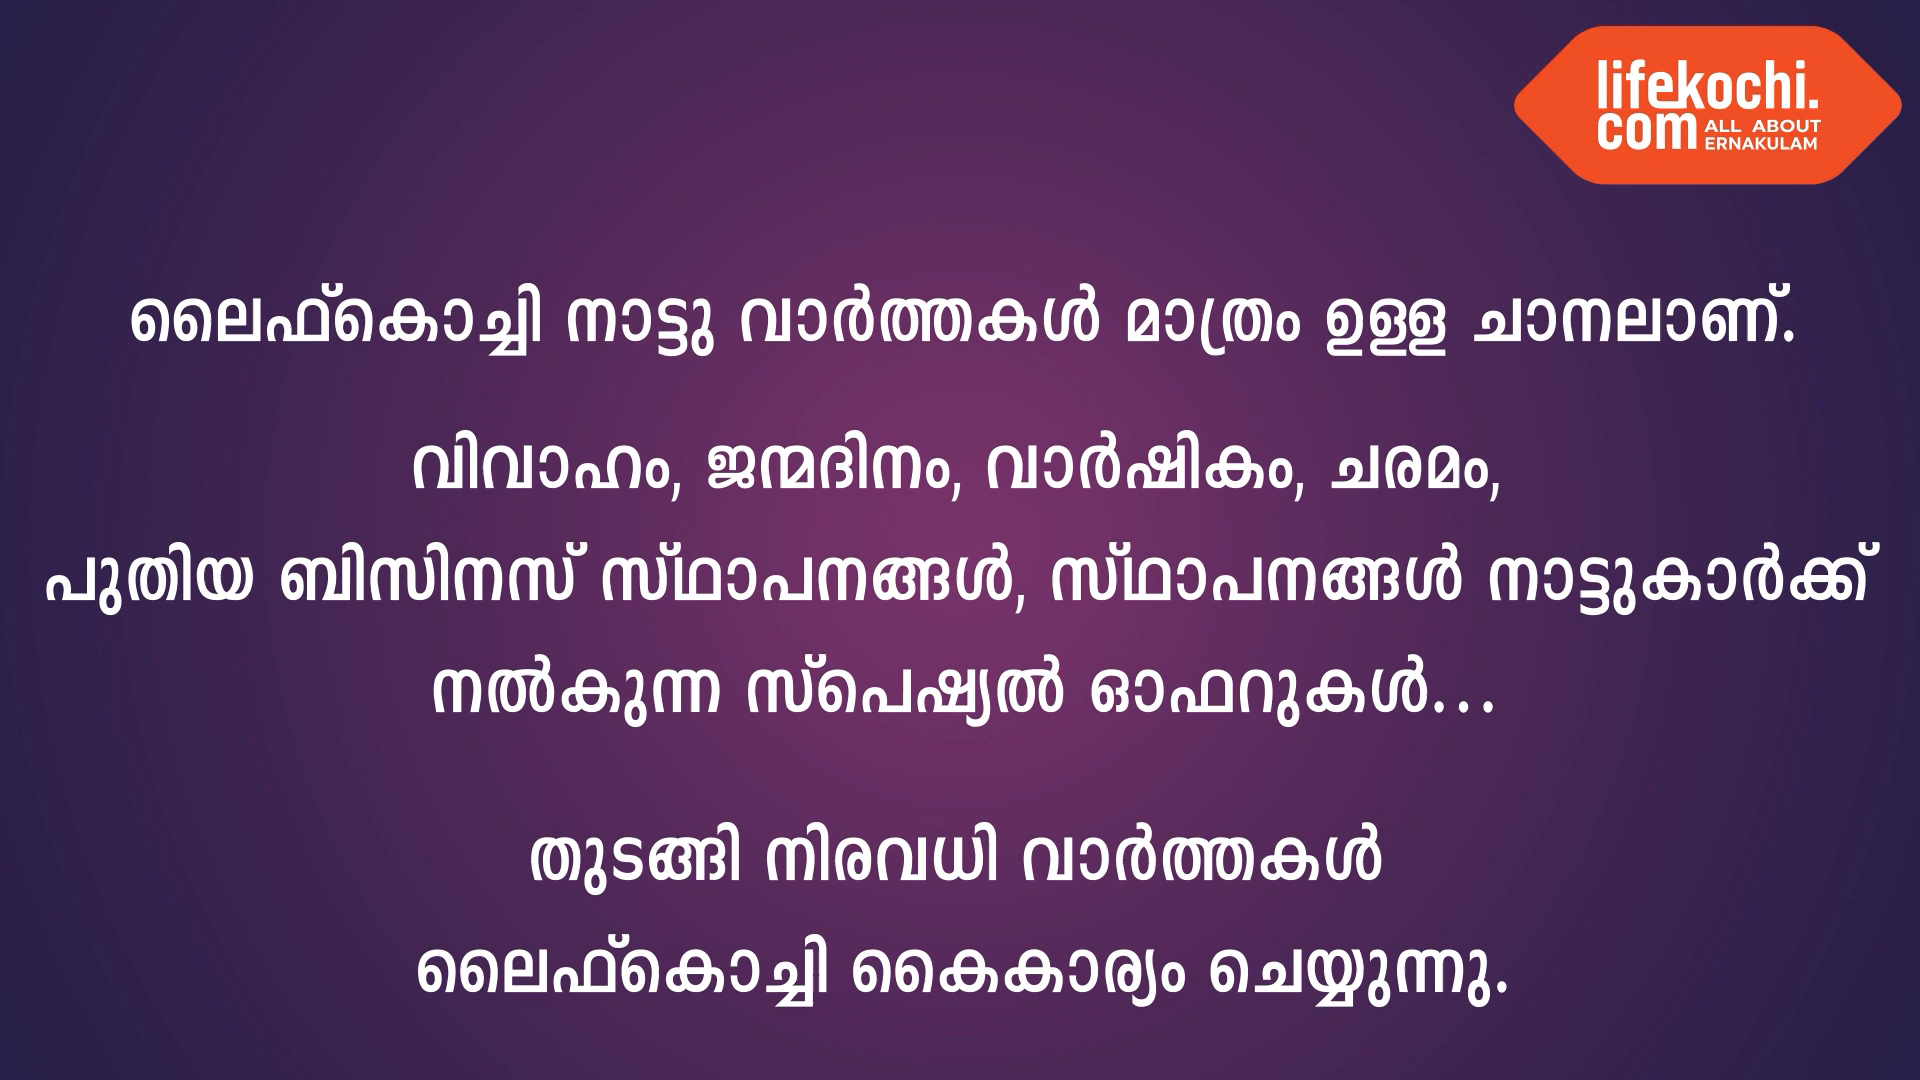 lifekochi.
com ALL ABOUT
ERNAKULAM
ലൈഫ്കൊച്ചി നാട്ടു വാർത്തകൾ മാത്രം ഉള്ള ചാനലാണ്.
വിവാഹം, ജന്മദിനം, വാർഷികം, ചരമം,
പുതിയ ബിസിനസ് സ്ഥാപനങ്ങൾ, സ്ഥാപനങ്ങൾ നാട്ടുകാർക്ക്
നൽകുന്ന സ്പെഷ്യൽ ഓഫറുകൾ...
തുടങ്ങി നിരവധി വാർത്തകൾ
ലൈഫ്കൊച്ചി കൈകാര്യം ചെയ്യുന്നു.